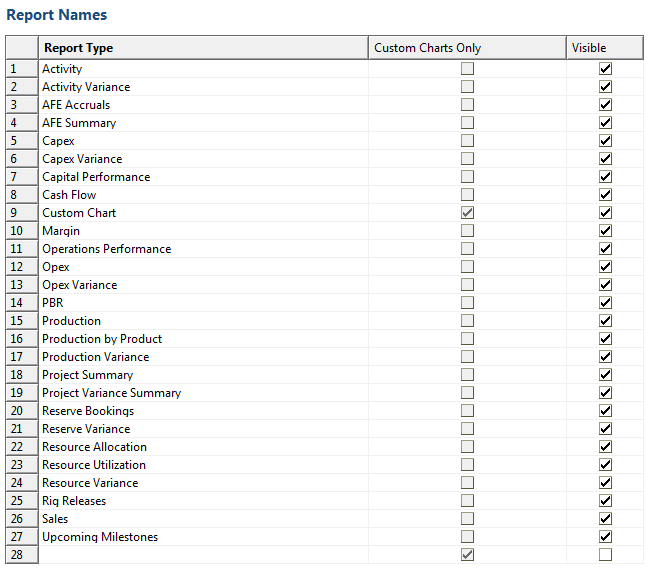 Report Names
Report Type Custom Charts Only Visible
1 Activity
2 Activity Variance
3 AFE Accruals
4 AFE Summary
5 Capex
6 Capex Variance
7 Capital Performance
8 Cash Flow
9 Custom Chart
10 Margin
11 Operations Performance
12 Opex
13 Opex Variance
14 PBR
15 Production
16 Production by Product
17 Production Variance
18 Project Summary
19 Project Variance Summary
20 Reserve Bookings
21 Reserve Variance
22 Resource Allocation
23 Resource Utilization
24 Resource Variance
25 Rig Releases
26 Sales
27 Upcoming Milestones
28